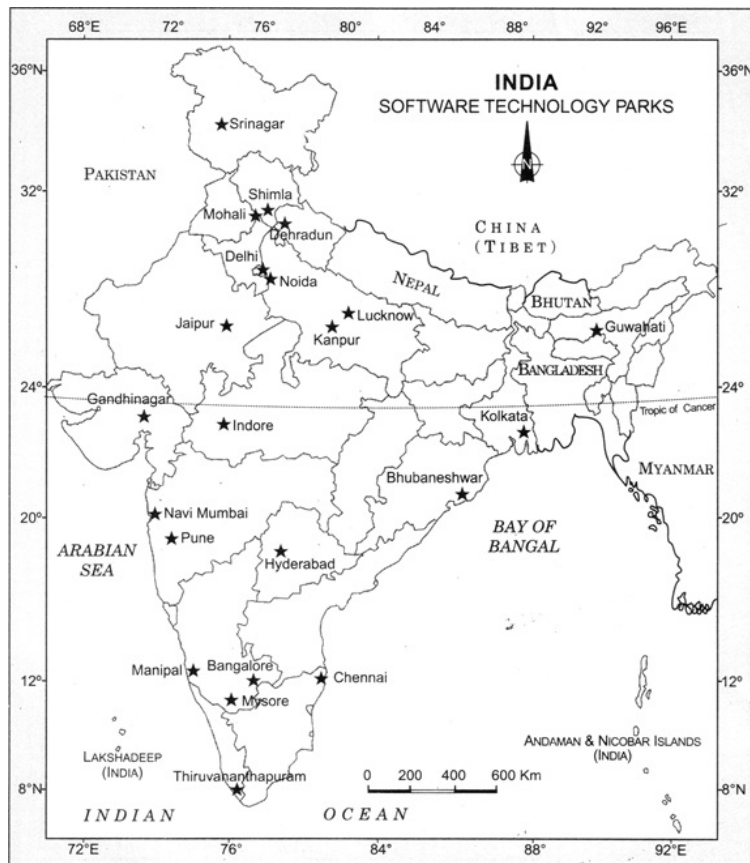 68°E
72°
76°
80°
84°
88°
92°
96°
36°N
36°N
INDIA
SOFTWARE TECHNOLOGY PARKS
N
Srinagar
PAKISTAN
32°
32°
Shimla
Mohali
Dehradun
CHINA
(TIBET)
Delhi
Noida
NEPAL
BHUTAN
Jaipur
Lucknow
Kanpur
Guwahati
BANGLADESH
24°
24°
Gandhinagar
Indore
Kolkata
Tropic of Cancer
Bhubaneshwar
MYANMAR
20°
20°
Navi Mumbai
Pune
ARABIAN
SEA
Hyderabad
BAY OF
BANGAL
Manipal
Bangalore
Chennai
12°
12°
Mysore
LAKSHADEEP
(INDIA)
ANDAMAN & NICOBAR ISLANDS
(INDIA)
Thiruvananthapuram
0 200 400 600 Km
8°N
8°N
INDIAN OCEAN
72°E
76°
84°
88°
92°E